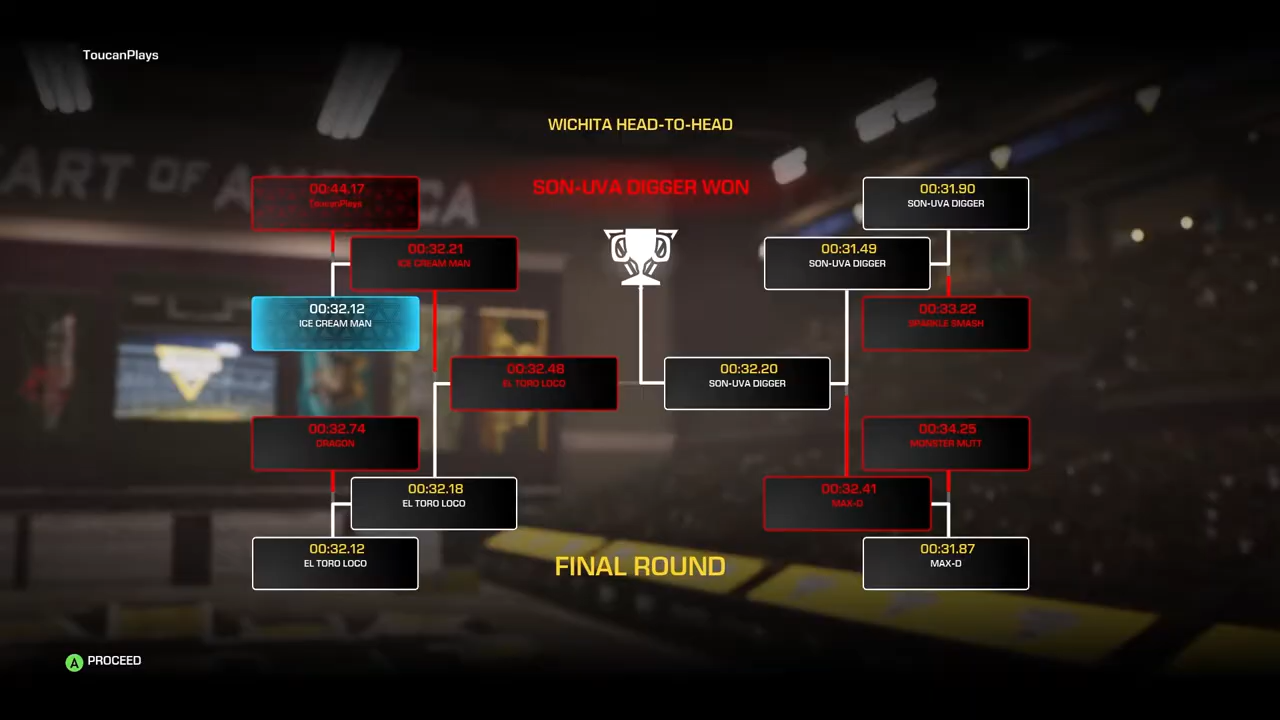 ToucanPlays
WICHITA HEAD-TO-HEAD
SON-UVA DIGGER WON
00:44.17
ToucanPlays
00:32.21
ICE CREAM MAN
00:32.12
ICE CREAM MAN
00:32.48
EL TORO LOCO
00:32.74
DRAGON
00:32.18
EL TORO LOCO
00:32.12
EL TORO LOCO
00:31.90
SON-UVA DIGGER
00:31.49
SON-UVA DIGGER
00:33.22
SPARKLE SMASH
00:32.20
SON-UVA DIGGER
00:34.25
MONSTER MUTT
00:32.41
MAX-D
00:31.87
MAX-D
FINAL ROUND
A PROCEED